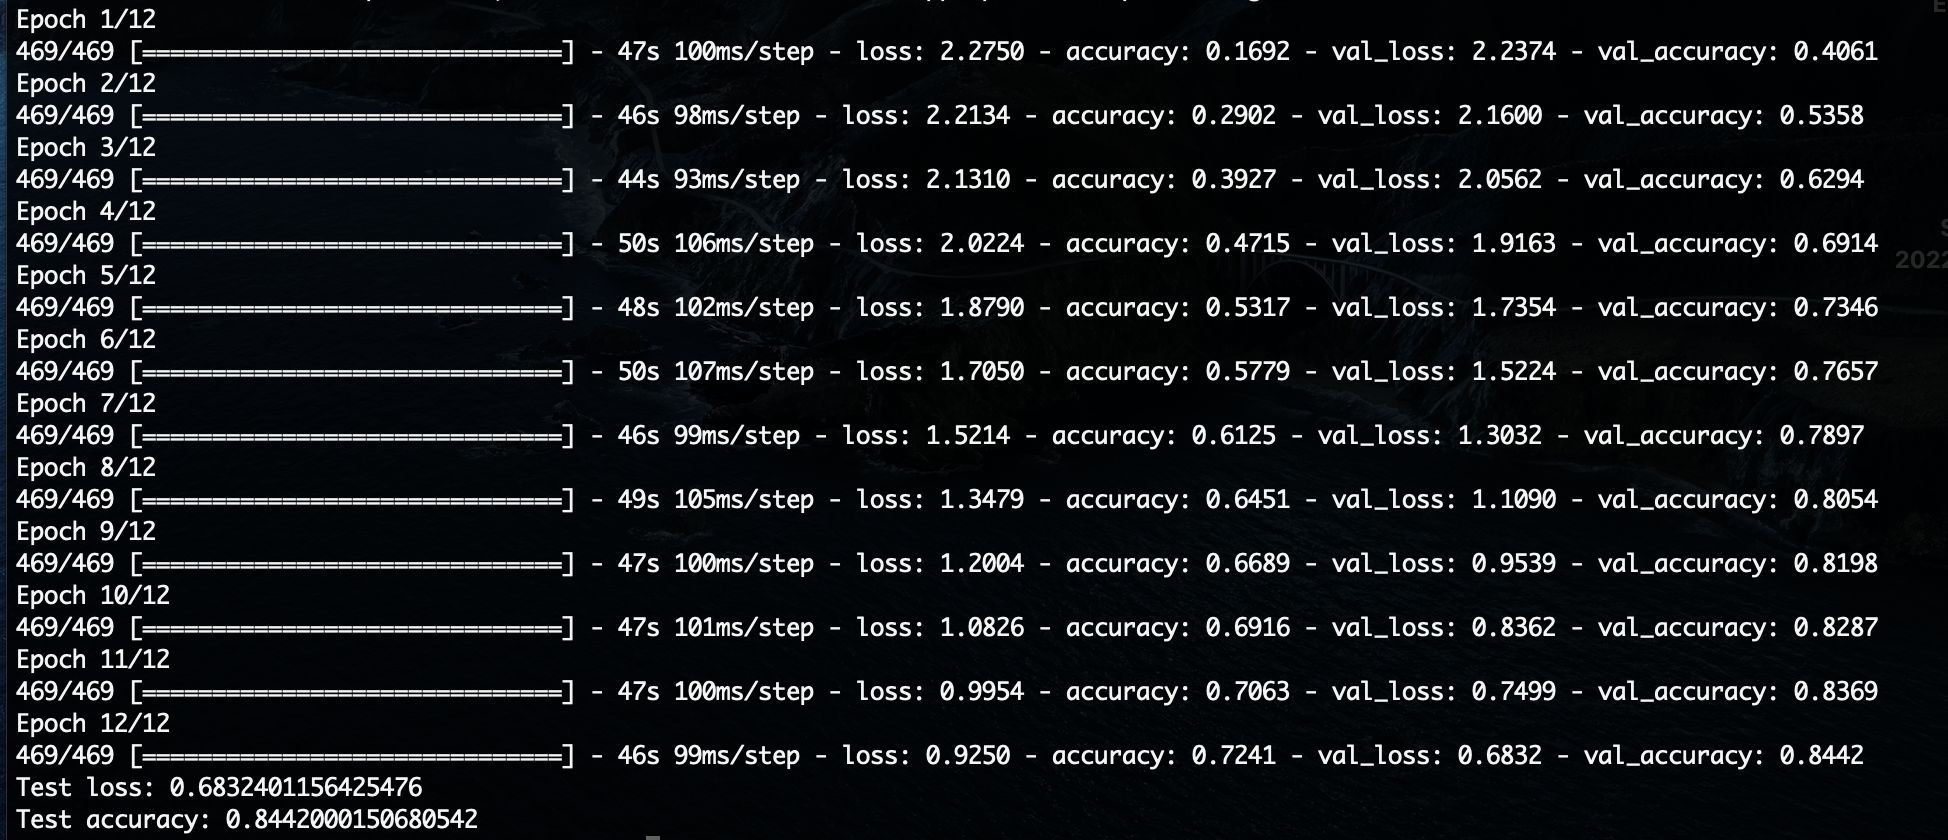 Epoch 1/12
469/469 [==============================] - 47s 100ms/step - loss: 2.2750 - accuracy: 0.1692 - val_loss: 2.2374 - val_accuracy: 0.4061
Epoch 2/12
469/469 [==============================] - 46s 98ms/step - loss: 2.2134 - accuracy: 0.2902 - val_loss: 2.1600 - val_accuracy: 0.5358
Epoch 3/12
469/469 [==============================] - 44s 93ms/step - loss: 2.1310 - accuracy: 0.3927 - val_loss: 2.0562 - val_accuracy: 0.6294
Epoch 4/12
469/469 [==============================] - 50s 106ms/step - loss: 2.0224 - accuracy: 0.4715 - val_loss: 1.9163 - val_accuracy: 0.6914
Epoch 5/12
469/469 [==============================] - 48s 102ms/step - loss: 1.8790 - accuracy: 0.5317 - val_loss: 1.7354 - val_accuracy: 0.7346
Epoch 6/12
469/469 [==============================] - 50s 107ms/step - loss: 1.7050 - accuracy: 0.5779 - val_loss: 1.5224 - val_accuracy: 0.7657
Epoch 7/12
469/469 [==============================] - 46s 99ms/step - loss: 1.5214 - accuracy: 0.6125 - val_loss: 1.3032 - val_accuracy: 0.7897
Epoch 8/12
469/469 [==============================] - 49s 105ms/step - loss: 1.3479 - accuracy: 0.6451 - val_loss: 1.1090 - val_accuracy: 0.8054
Epoch 9/12
469/469 [==============================] - 47s 100ms/step - loss: 1.2004 - accuracy: 0.6689 - val_loss: 0.9539 - val_accuracy: 0.8198
Epoch 10/12
469/469 [==============================] - 47s 101ms/step - loss: 1.0826 - accuracy: 0.6916 - val_loss: 0.8362 - val_accuracy: 0.8287
Epoch 11/12
469/469 [==============================] - 47s 100ms/step - loss: 0.9954 - accuracy: 0.7063 - val_loss: 0.7499 - val_accuracy: 0.8369
Epoch 12/12
469/469 [==============================] - 46s 99ms/step - loss: 0.9250 - accuracy: 0.7241 - val_loss: 0.6832 - val_accuracy: 0.8442
Test loss: 0.6832401156425476
Test accuracy: 0.8442000150680542
2022